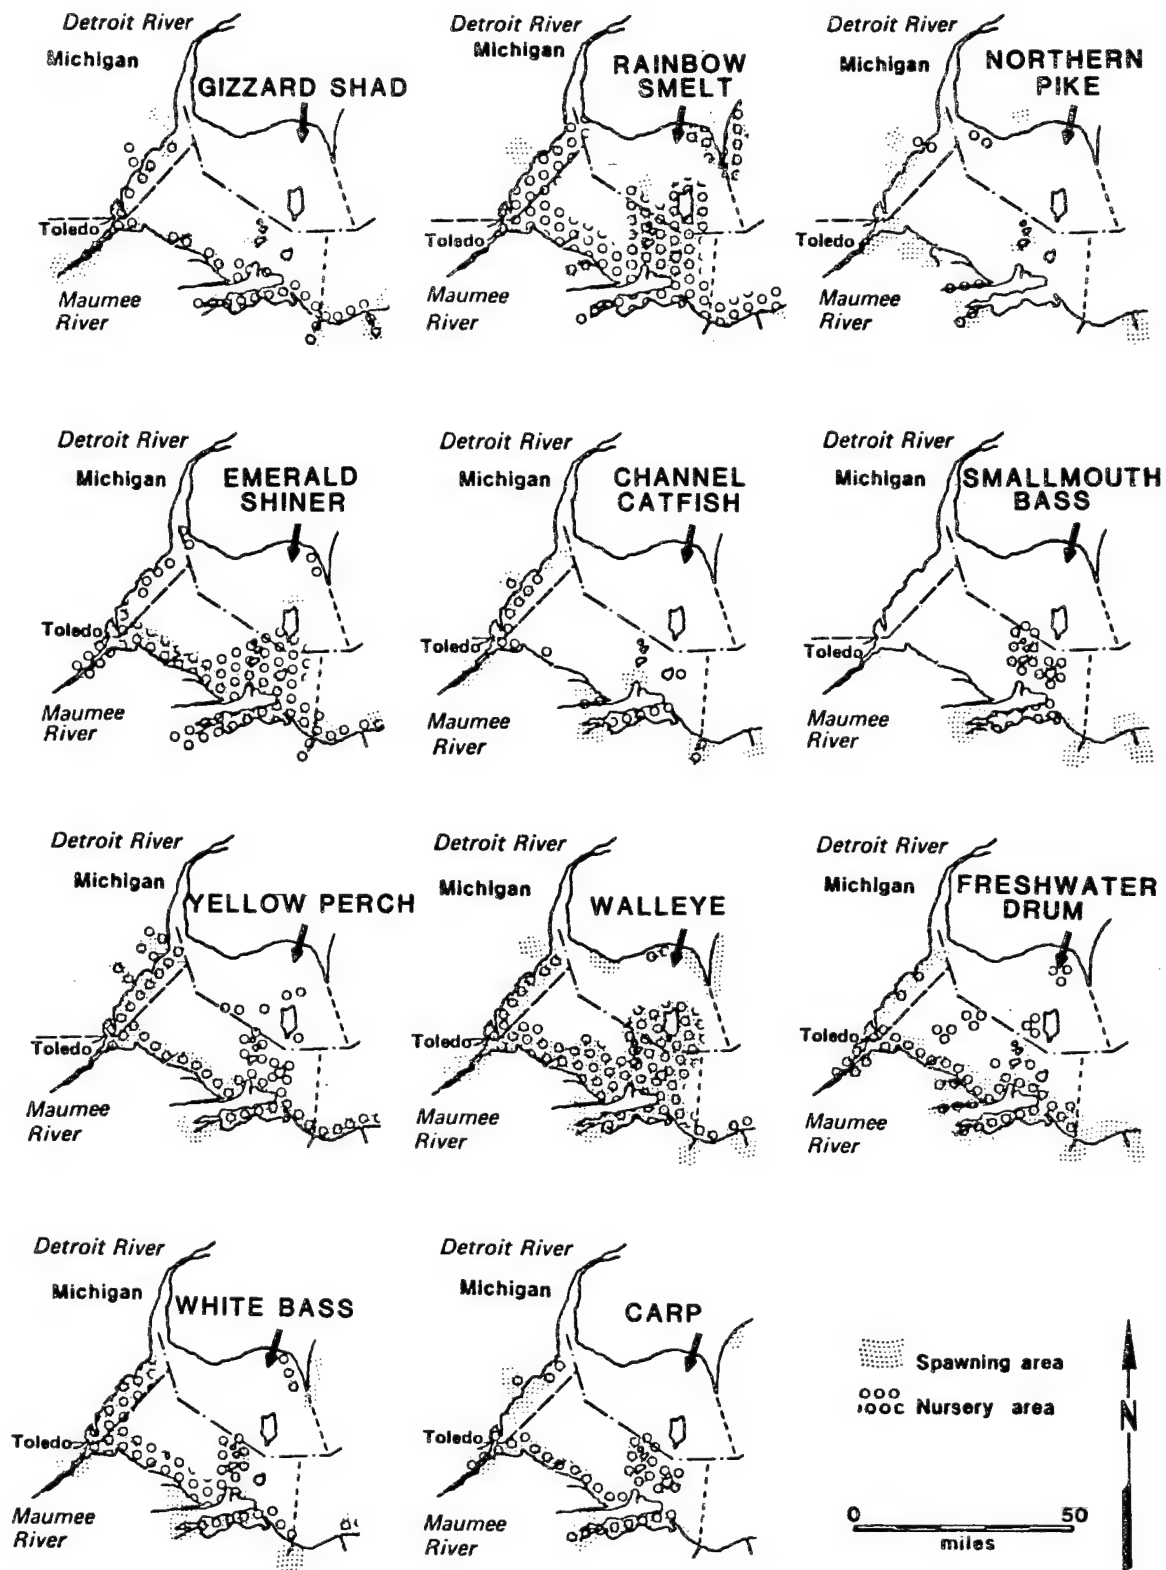 Detroit River
Michigan
GIZZARD SHAD
Toledo
Maumee
River
Detroit River
Michigan
RAINBOW
SMELT
Toledo
Maumee
River
Detroit River
Michigan
NORTHERN
PIKE
Toledo
Maumee
River
Detroit River
Michigan
EMERALD
SHINER
Toledo
Maumee
River
Detroit River
Michigan
CHANNEL
CATFISH
Toledo
Maumee
River
Detroit River
Michigan
SMALLMOUTH
BASS
Toledo
Maumee
River
Detroit River
Michigan
YELLOW PERCH
Toledo
Maumee
River
Detroit River
Michigan
WALLEYE
Toledo
Maumee
River
Detroit River
Michigan
FRESHWATER
DRUM
Toledo
Maumee
River
Detroit River
Michigan
WHITE BASS
Toledo
Maumee
River
Detroit River
Michigan
CARP
Toledo
Maumee
River
Spawning area
Nursery area
N
0 50
miles